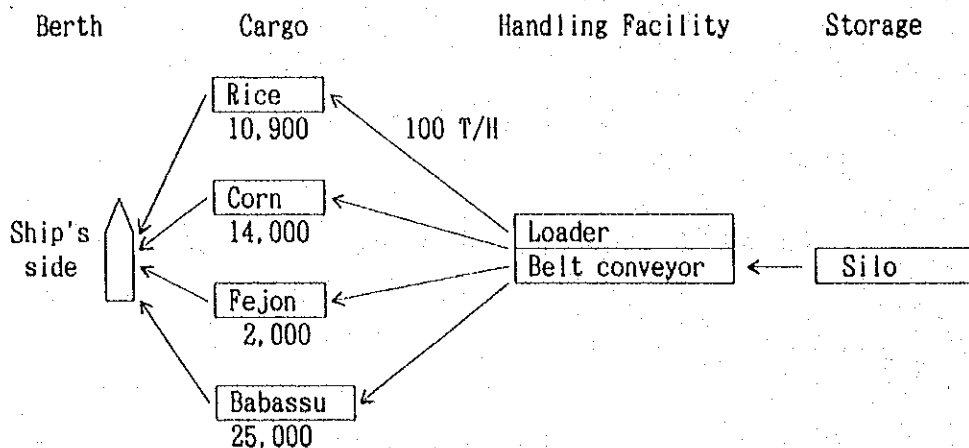 Berth Cargo Handling Facility Storage
Rice
10,900 100 T/H
Corn
14,000
Ship's
side
Loader
Belt conveyor
Silo
Fejon
2,000
Babassu
25,000